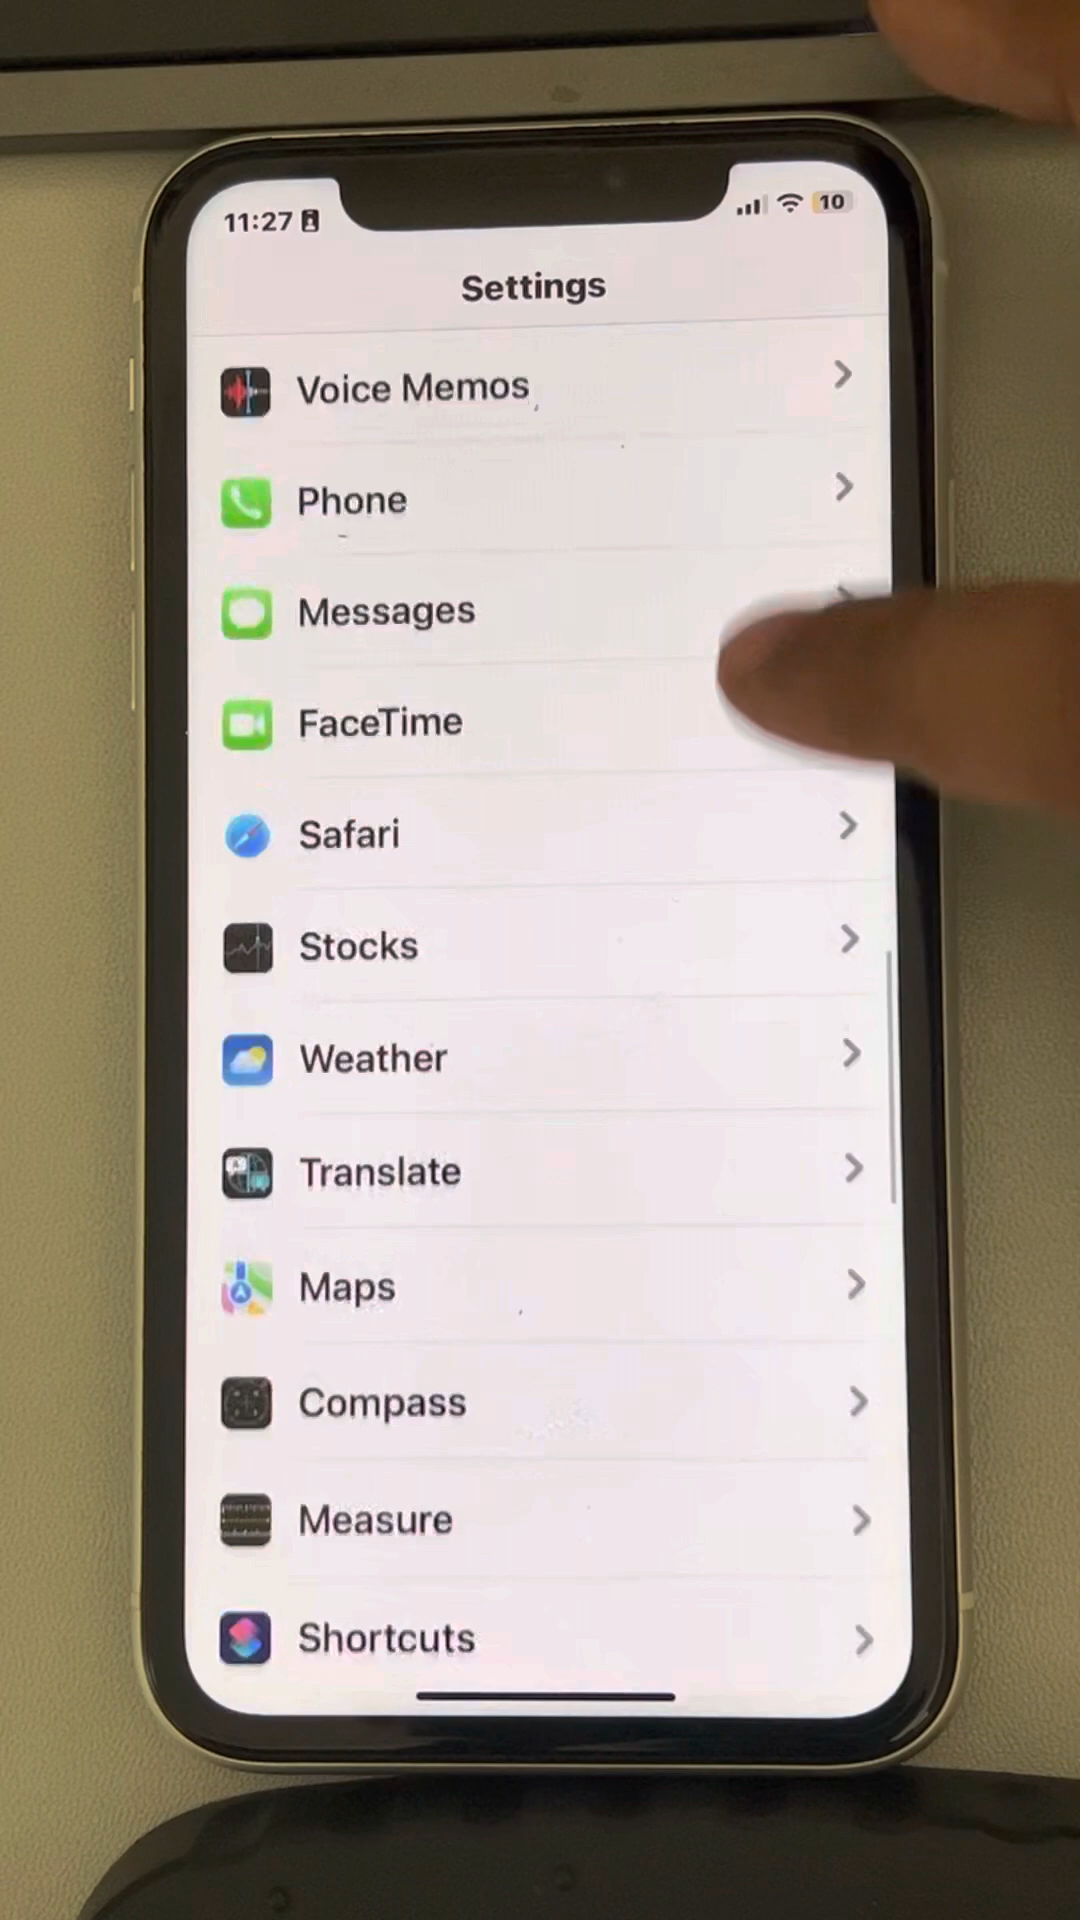 11:27
10
Settings
Voice Memos
Phone
Messages
FaceTime
Safari
Stocks
Weather
Translate
Maps
Compass
Measure
Shortcuts